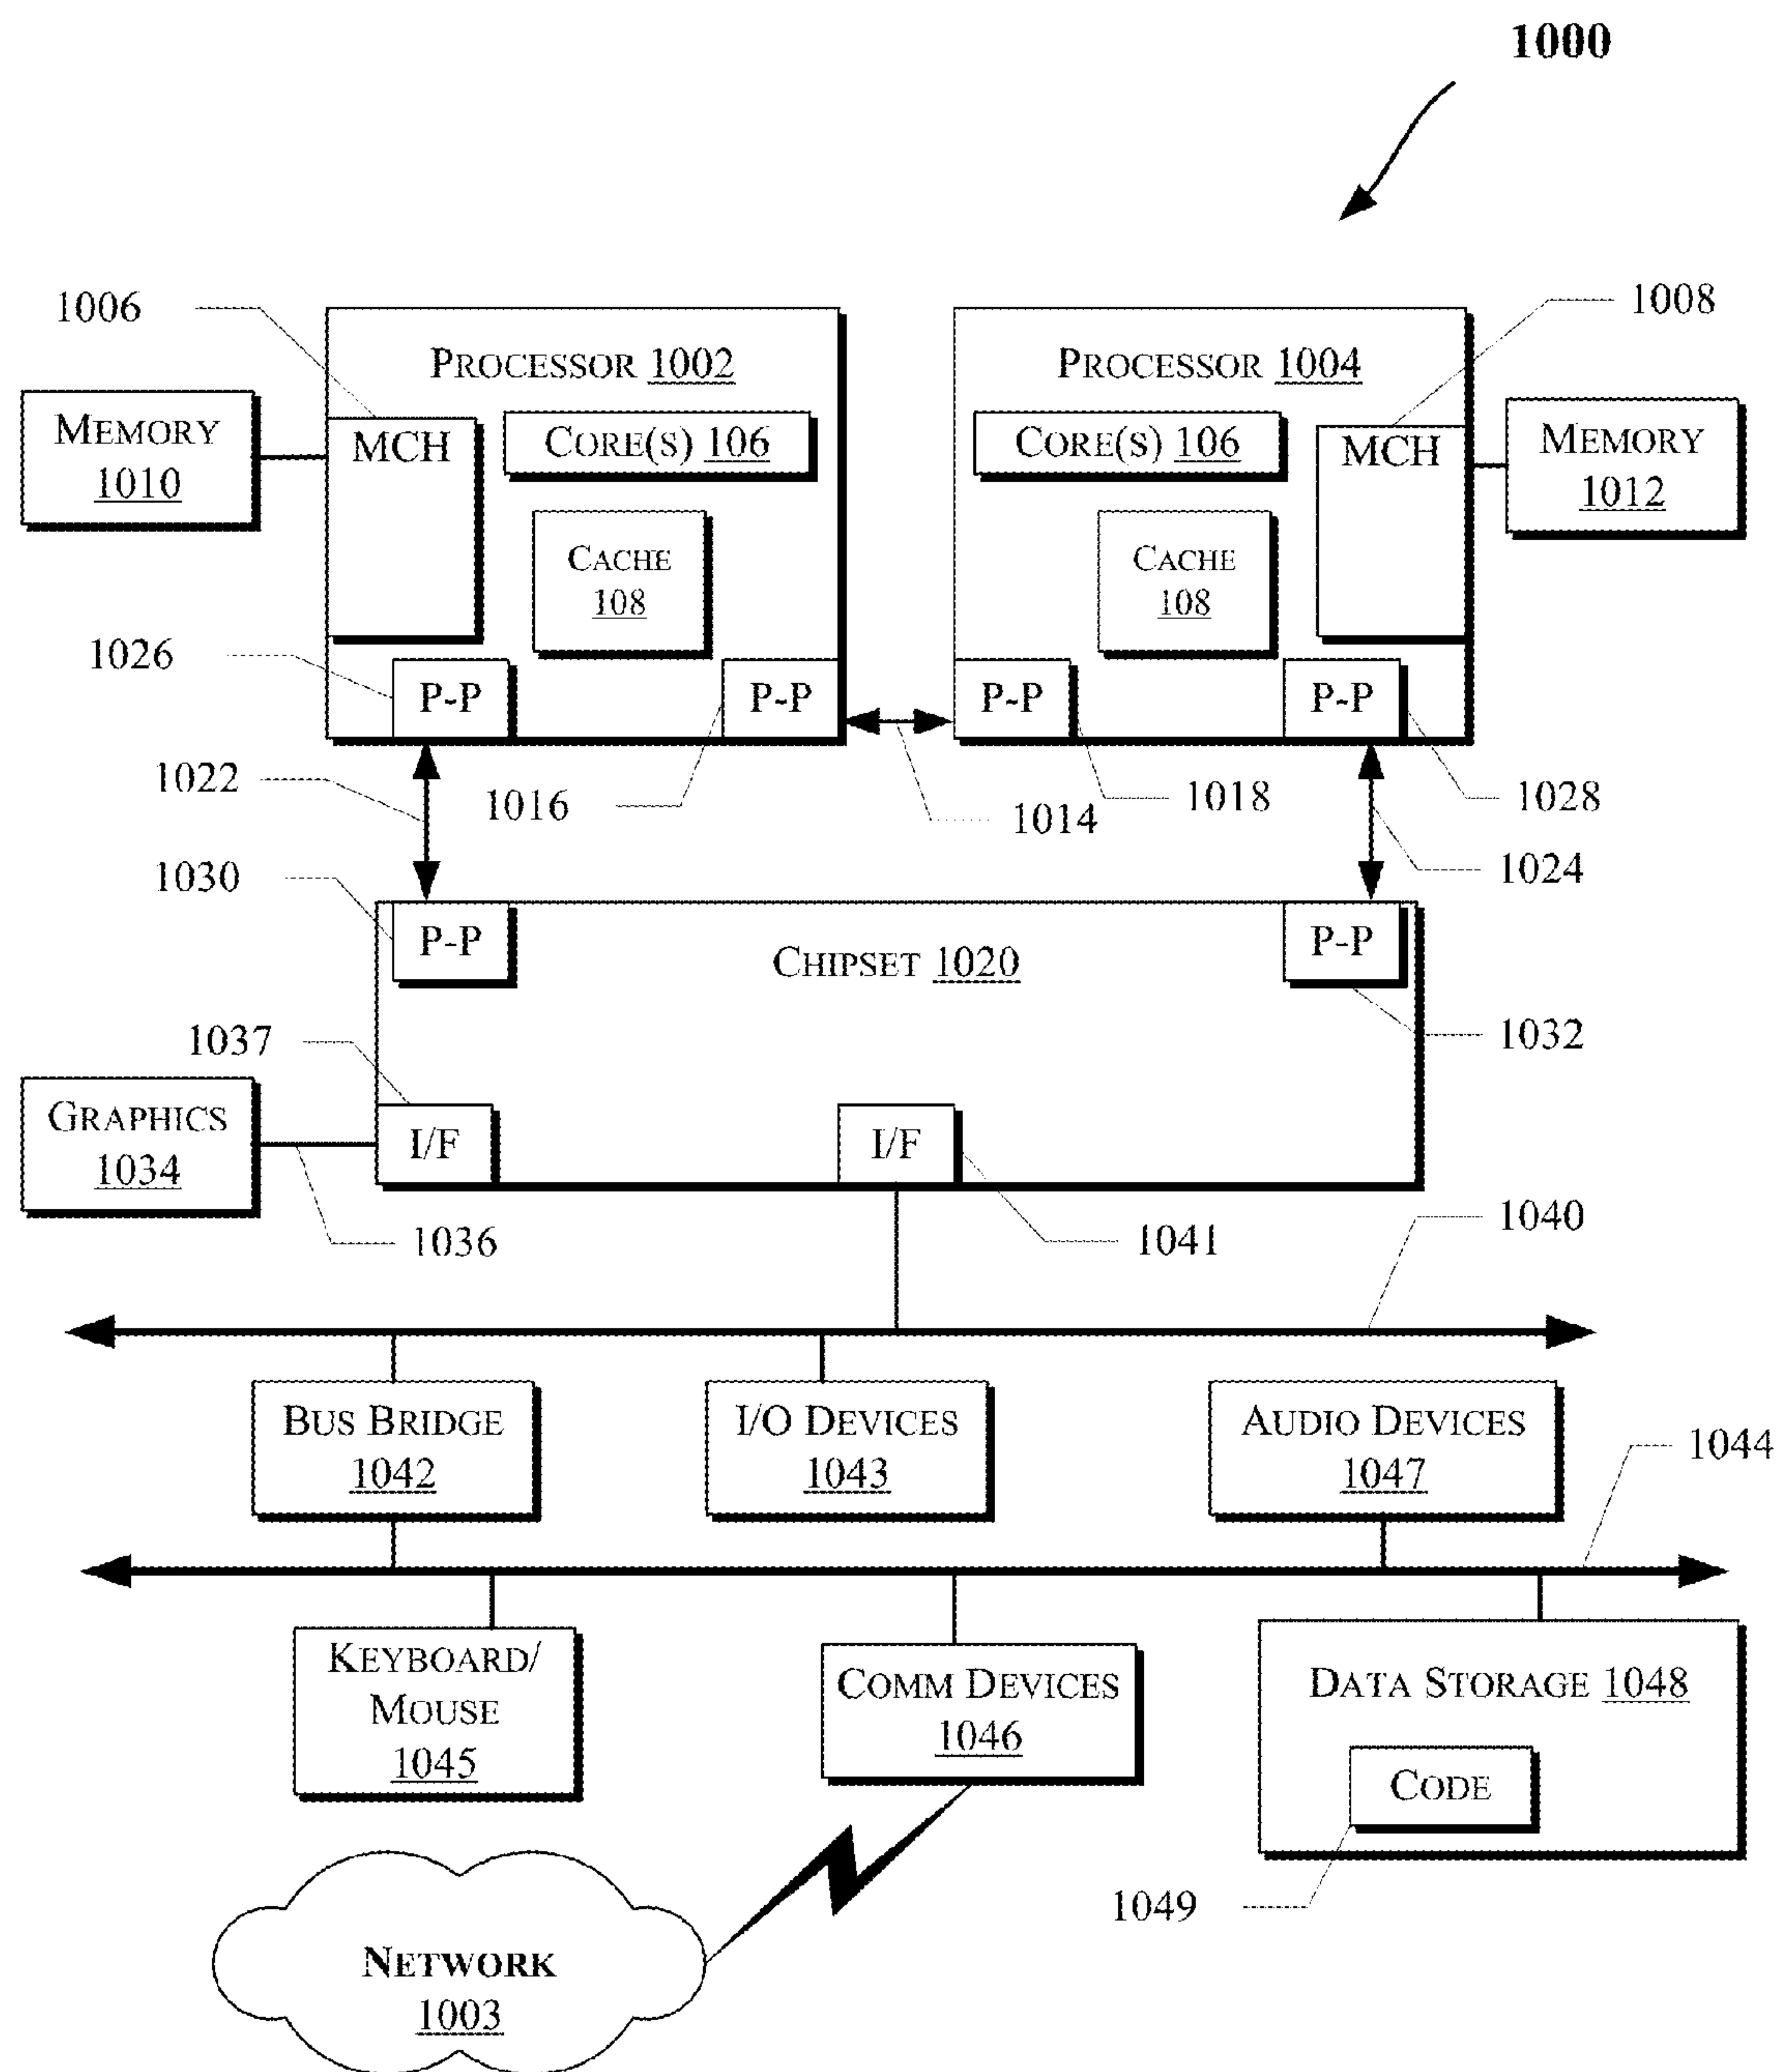 1000
1006
1008
PROCESSOR 1002
PROCESSOR 1004
MEMORY
1010
MCH
CORE(S) 106
CORE(S) 106
MCH
MEMORY
1012
CACHE
108
CACHE
108
1026
P-P
P-P
P-P
P-P
1022
1016
1014
1018
1028
1030
1024
P-P
CHIPSET 1020
P-P
1037
1032
GRAPHICS
1034
I/F
I/F
1036
1041
1040
BUS BRIDGE
1042
I/O DEVICES
1043
AUDIO DEVICES
1047
1044
KEYBOARD/
MOUSE
1045
COMM DEVICES
1046
DATA STORAGE 1048
CODE
1049
NETWORK
1003